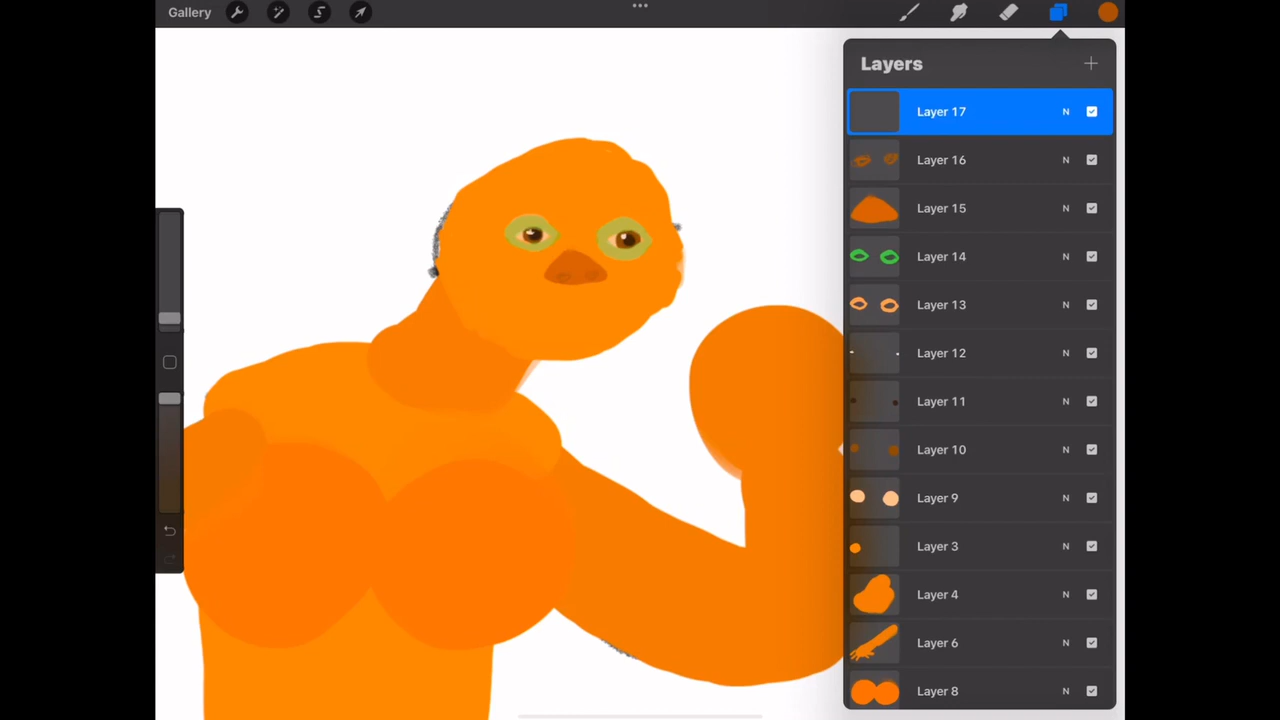 Gallery
Layers
Layer 17 N
Layer 16 N
Layer 15 N
Layer 14 N
Layer 13 N
Layer 12 N
Layer 11 N
Layer 10 N
Layer 9 N
Layer 3 N
Layer 4 N
Layer 6 N
Layer 8 N